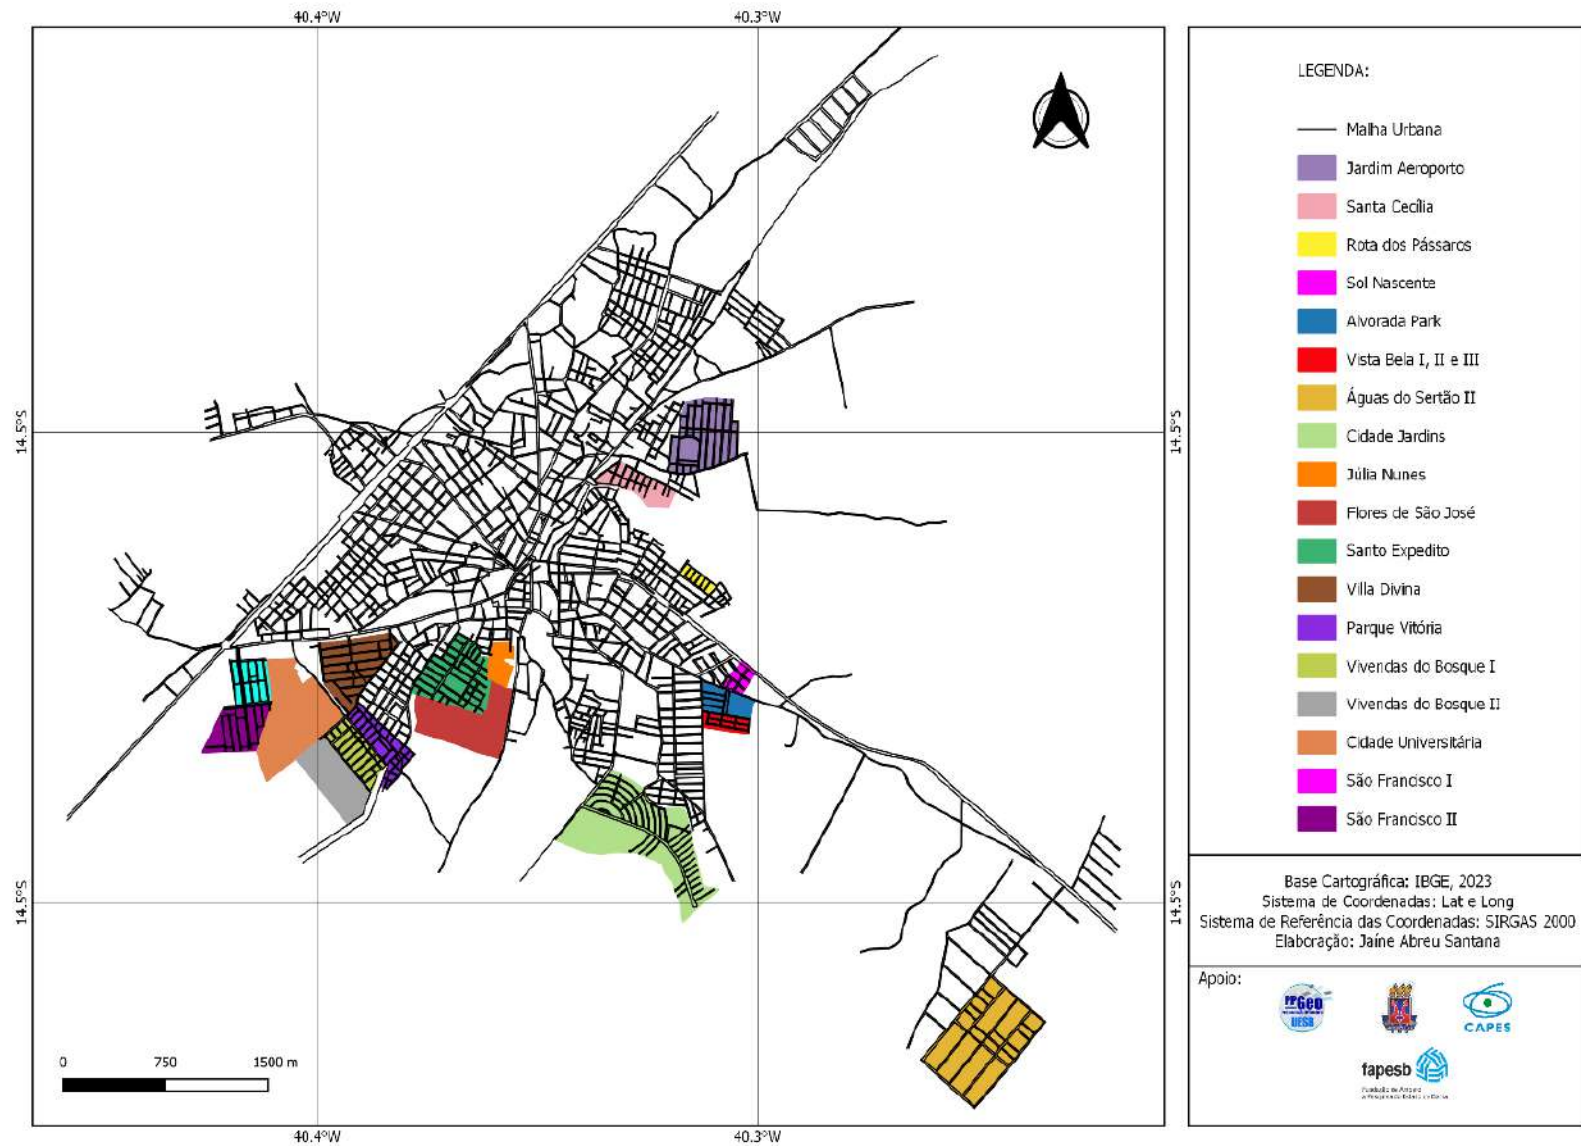 40.4°W
40.3°W
14.5°S
14.5°S
14.5°S
14.5°S
40.4°W
40.3°W
0 750 1500 m
LEGENDA:
Malha Urbana
Jardim Aeroporto
Santa Cecília
Rota dos Pássaros
Sol Nascente
Alvorada Park
Vista Bela I, II e III
Águas do Sertão II
Cidade Jardins
Júlia Nunes
Flores de São José
Santo Expedito
Villa Divina
Parque Vitória
Vivendas do Bosque I
Vivendas do Bosque II
Cidade Universitária
São Francisco I
São Francisco II
Base Cartográfica: IBGE, 2023
Sistema de Coordenadas: Lat e Long
Sistema de Referência das Coordenadas: SIRGAS 2000
Elaboração: Jaíne Abreu Santana
Apoio:
PPGeo
UESB
CAPES
fapesb